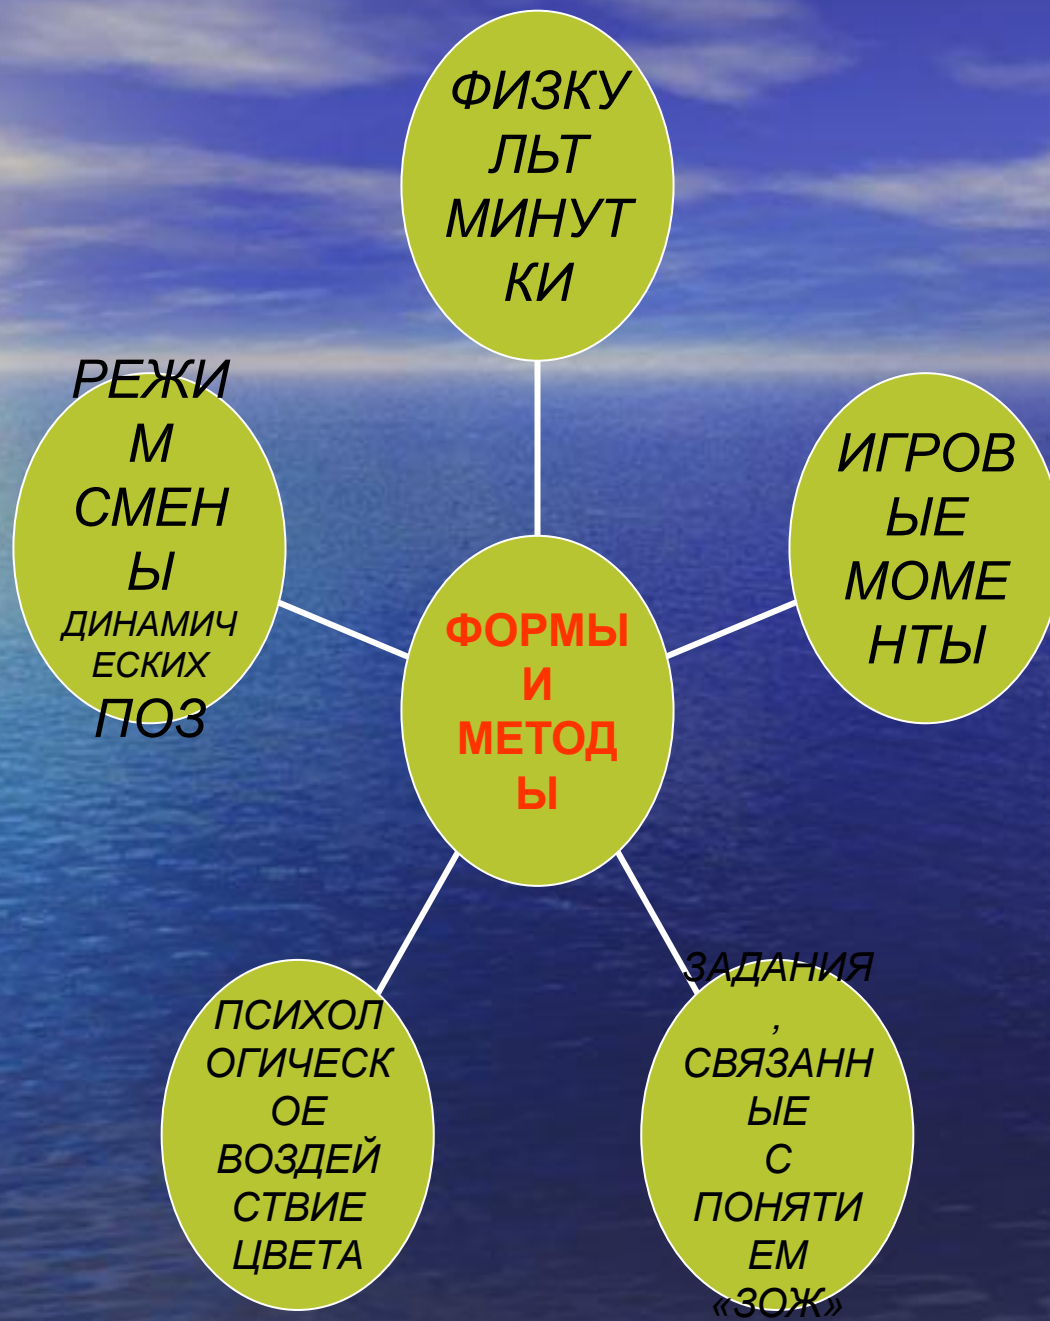 ФИЗКУ
ЛЬТ
МИНУТ
КИ
РЕЖИ
М
СМЕН
Ы
ДИНАМИЧ
ЕСКИХ
ПОЗ
ИГРОВ
ЫЕ
МОМЕ
НТЫ
ФОРМЫ
И
МЕТОД
Ы
ПСИХОЛ
ОГИЧЕСК
ОЕ
ВОЗДЕЙ
СТВИЕ
ЦВЕТА
ЗАДАНИЯ
,
СВЯЗАНН
ЫЕ
С
ПОНЯТИ
ЕМ
«ЗОЖ»